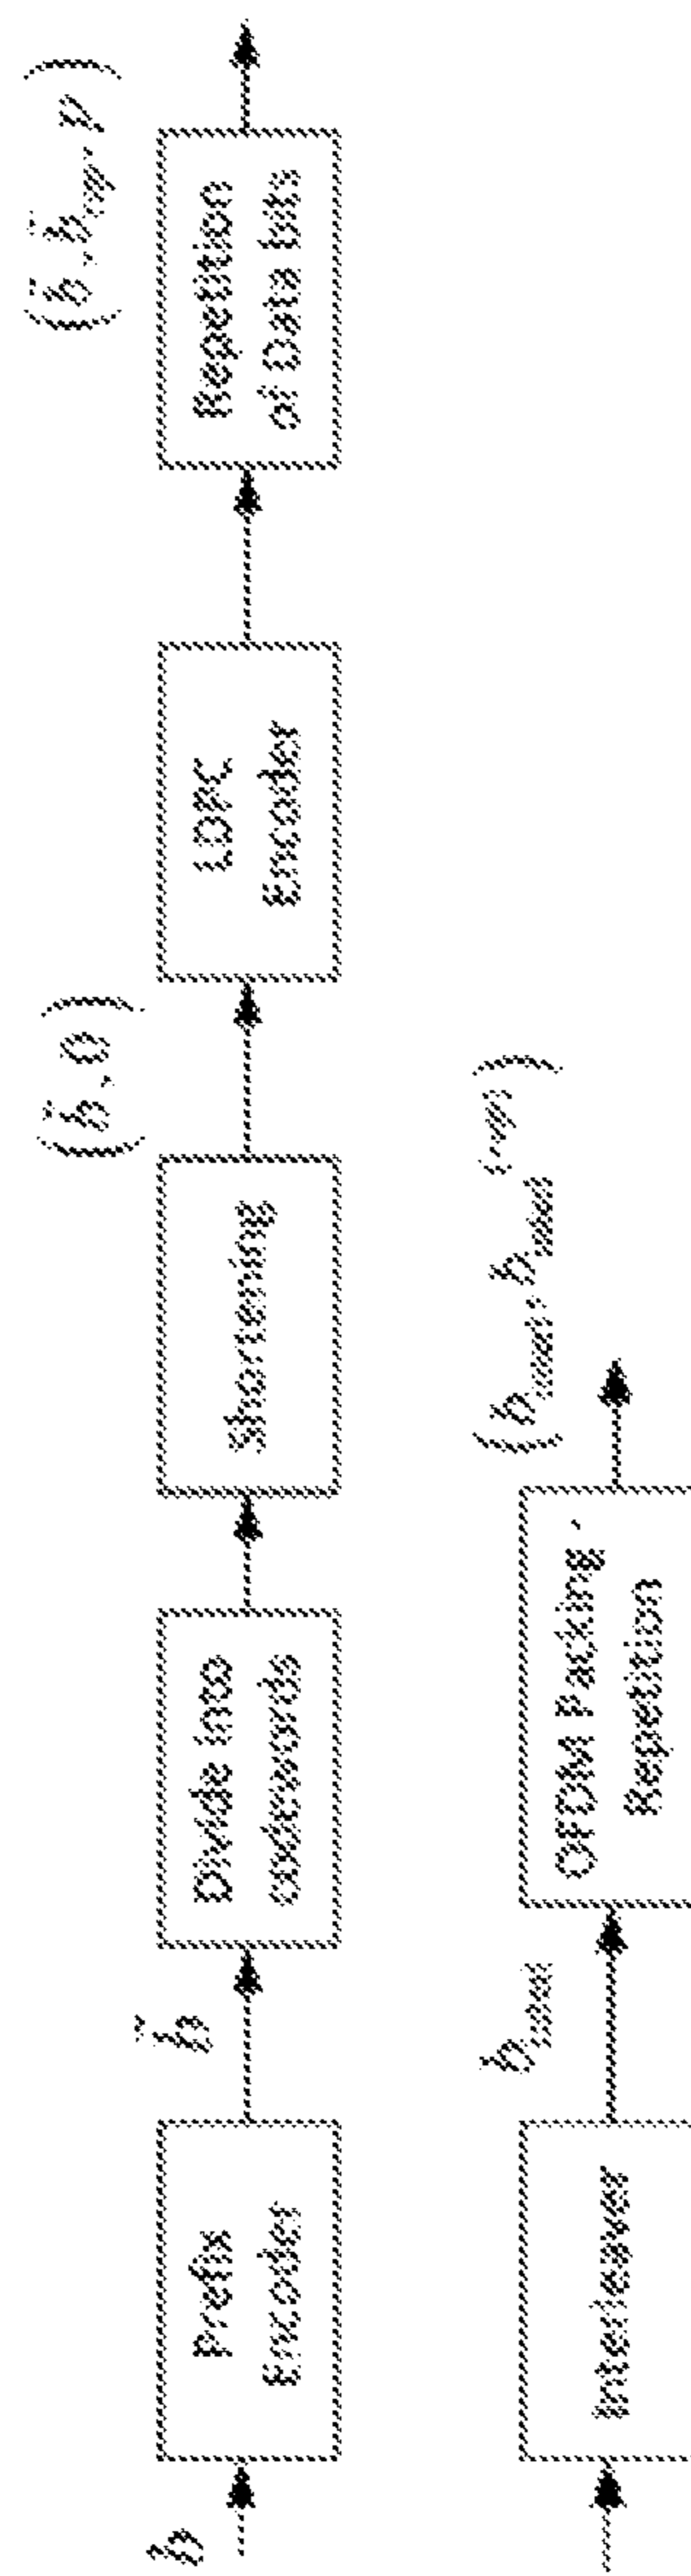 b
Prefix
Encoder
b̃
Divide into
codewords
Shortening
(b̃, 0)
LDPC
Encoder
Repetition
of Data bits
Interleaver
OFDM Packing -
Repetition